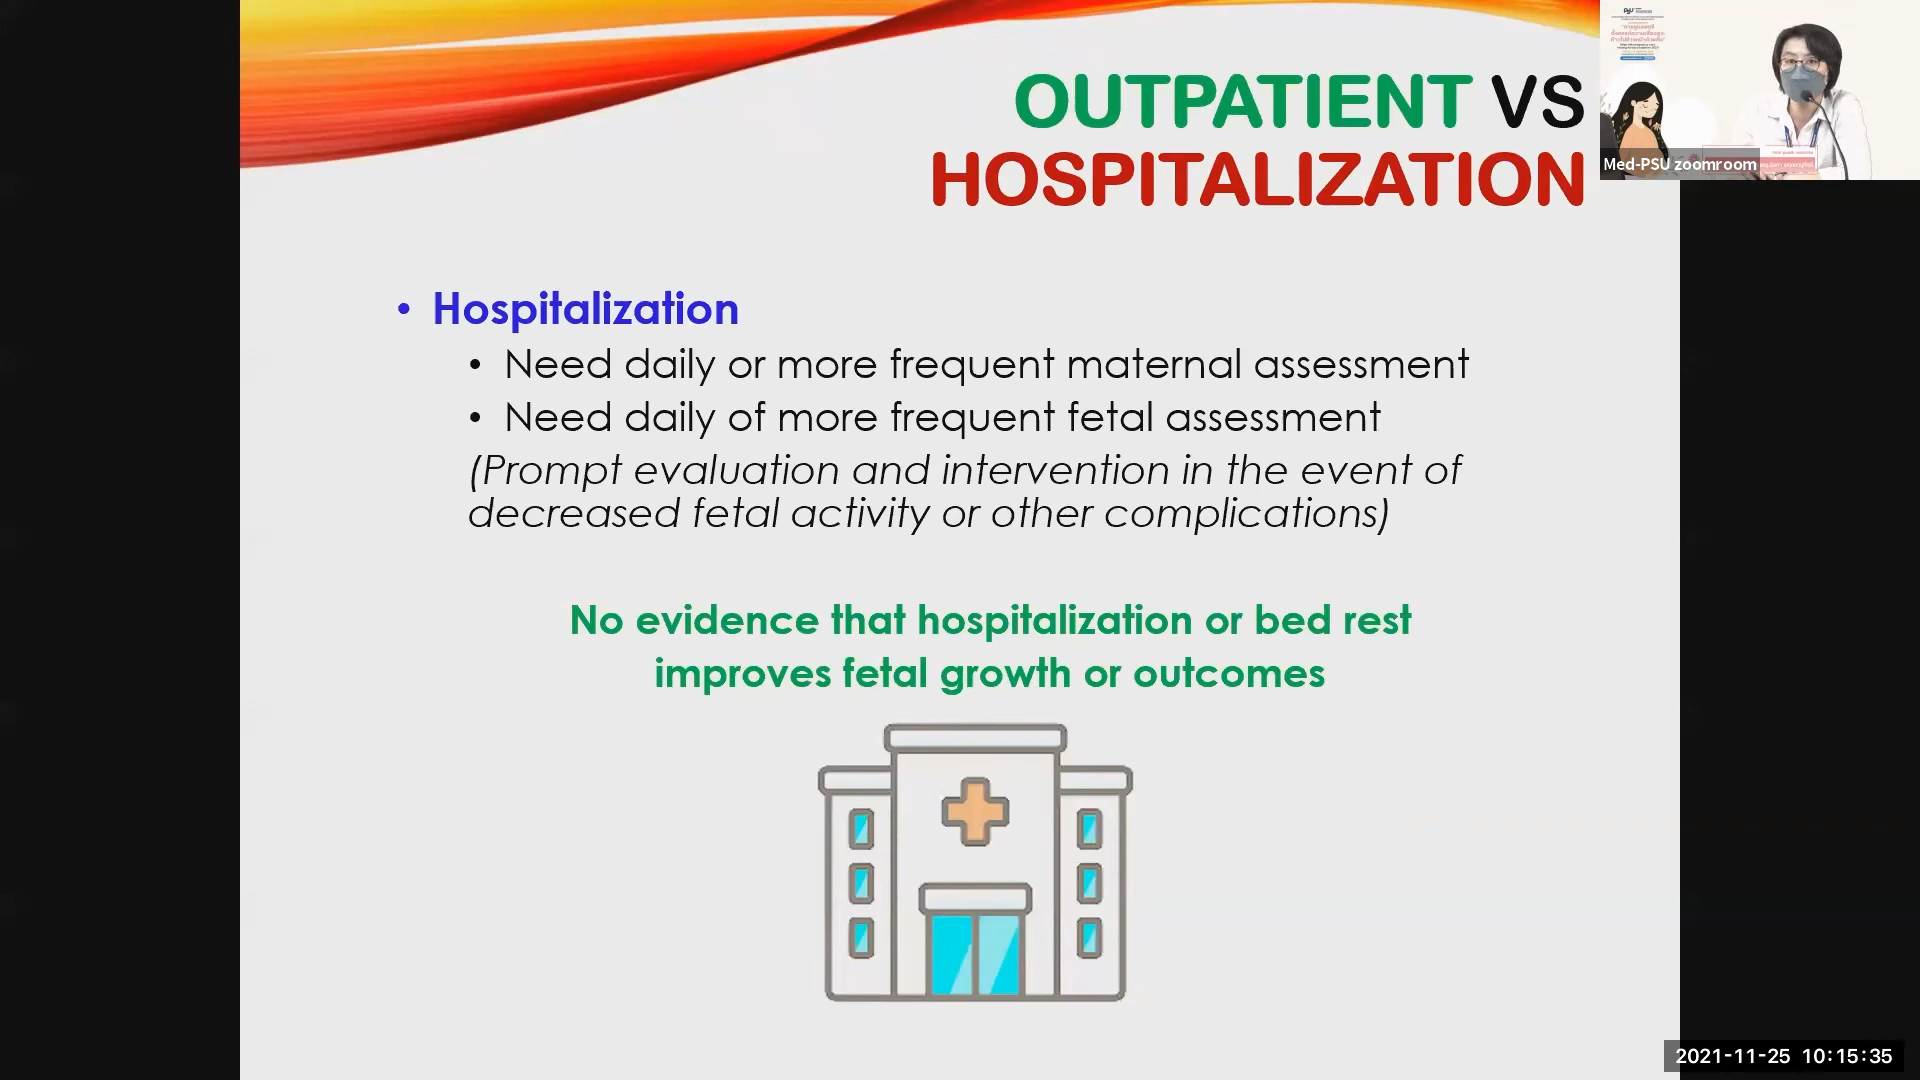 OUTPATIENT VS
HOSPITALIZATION
• Hospitalization
• Need daily or more frequent maternal assessment
• Need daily of more frequent fetal assessment
(Prompt evaluation and intervention in the event of
decreased fetal activity or other complications)
No evidence that hospitalization or bed rest
improves fetal growth or outcomes
PSU
Med-PSU zoomroom
2021-11-25 10:15:35